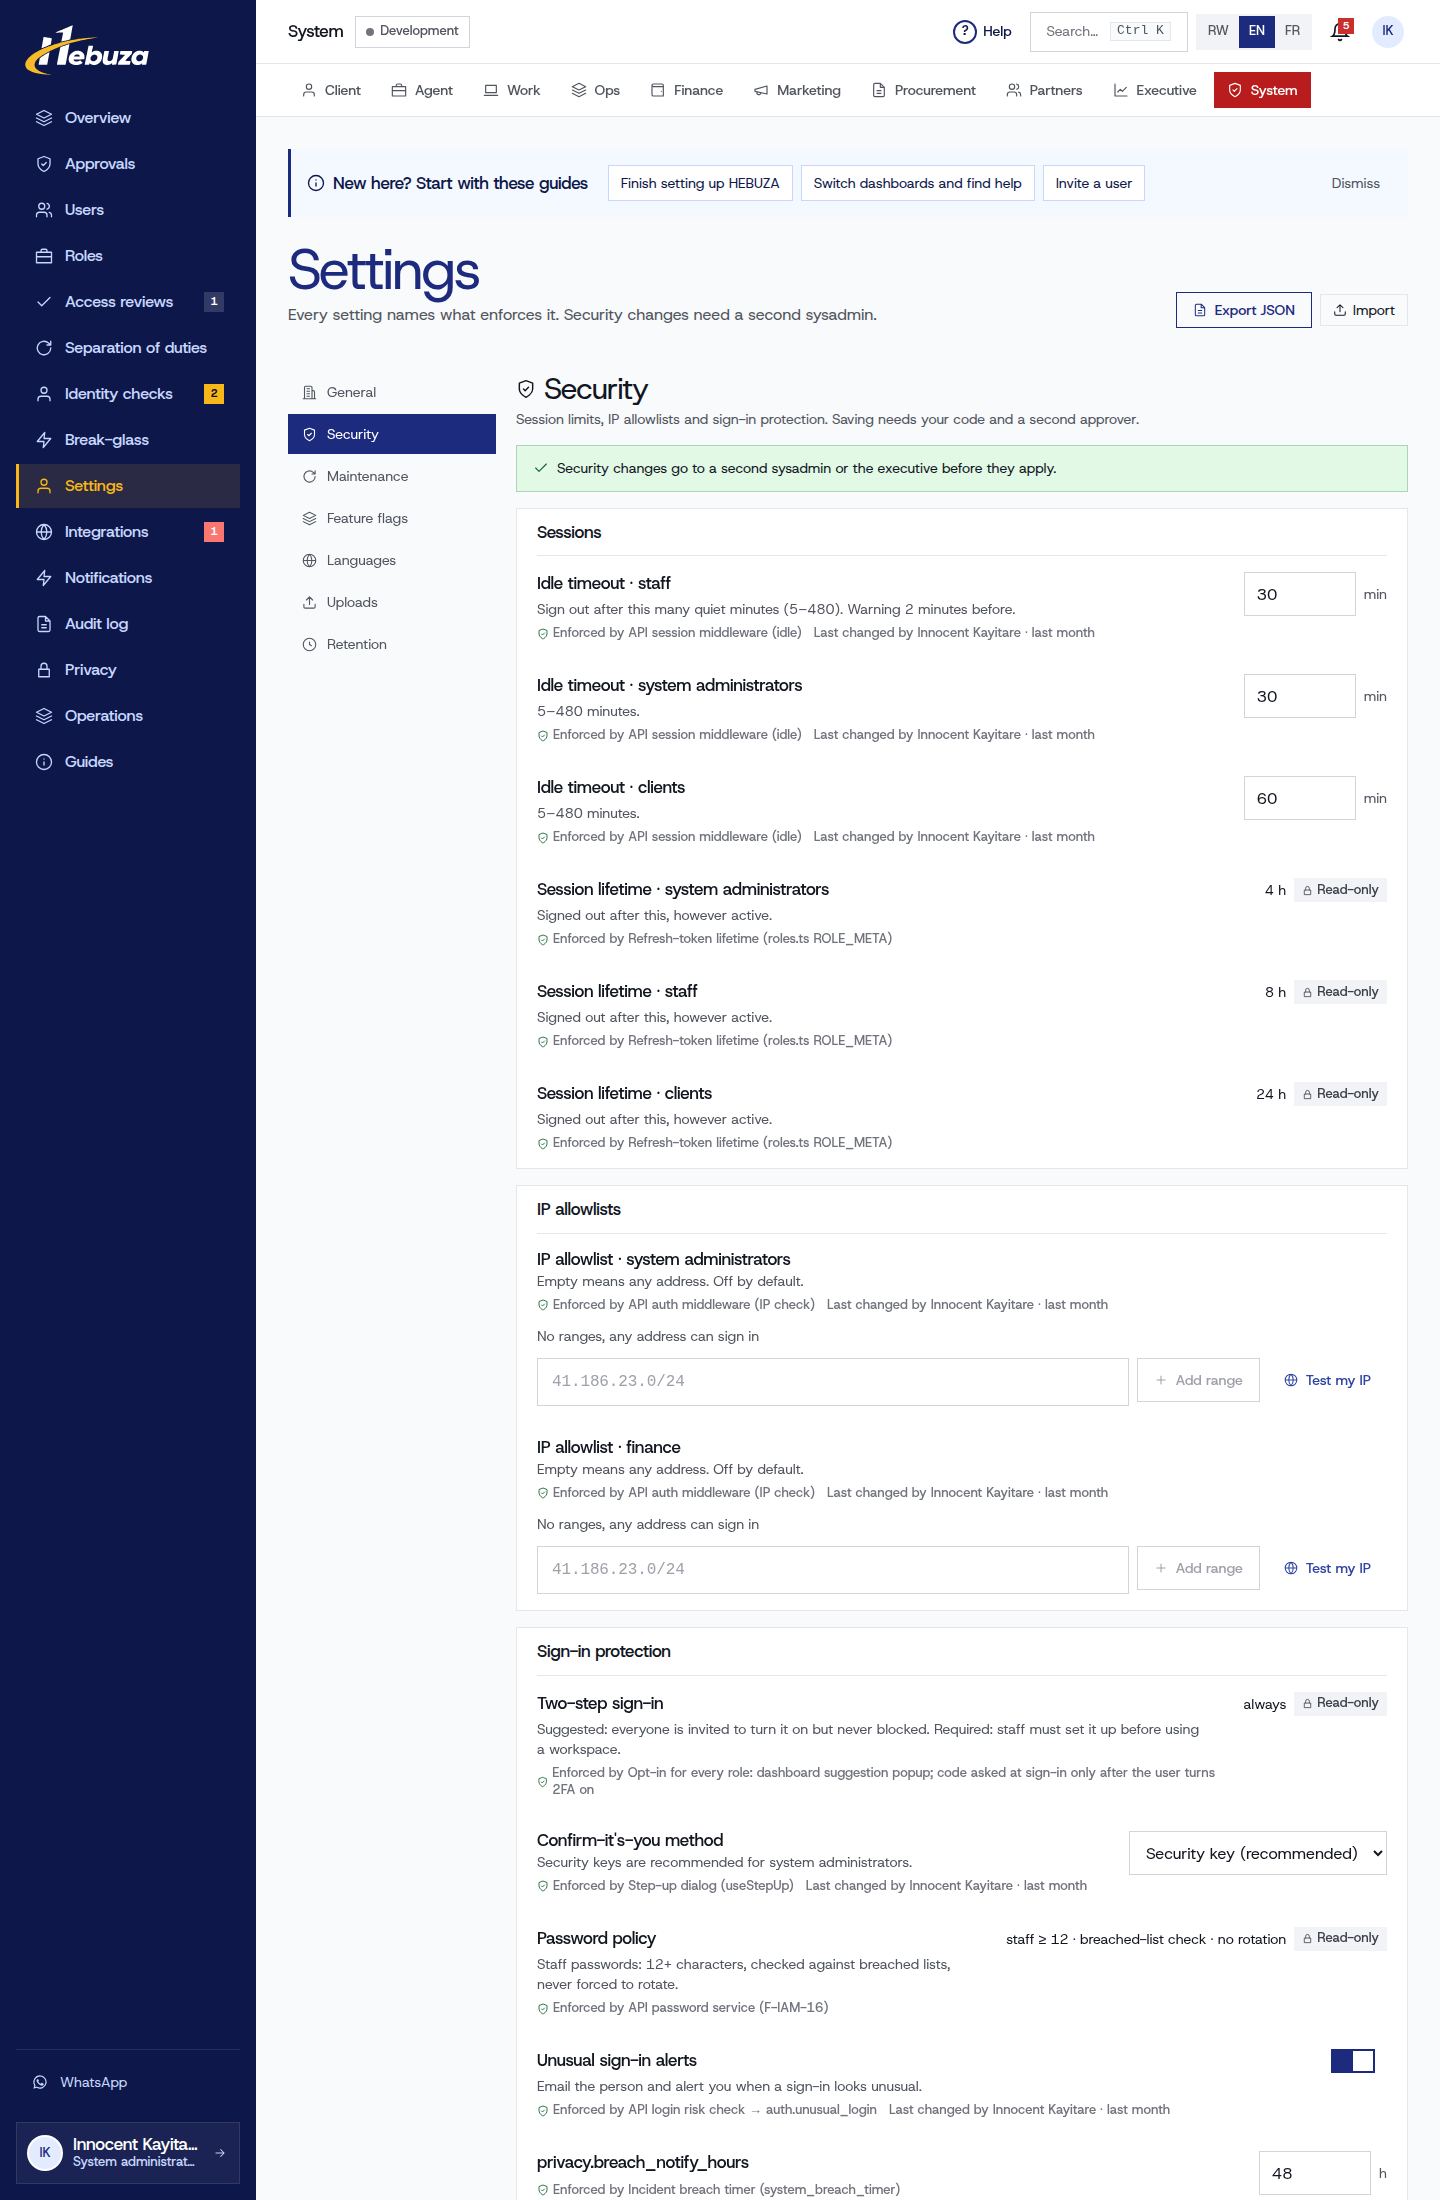 Hebuza
Overview
Approvals
Users
Roles
Access reviews 1
Separation of duties
Identity checks 2
Break-glass
Settings
Integrations 1
Notifications
Audit log
Privacy
Operations
Guides
WhatsApp
IK
Innocent Kayita...
System administrat...
System Development
? Help
Search... Ctrl K
RW EN FR
5
IK
Client Agent Work Ops Finance Marketing Procurement Partners Executive System
New here? Start with these guides
Finish setting up HEBUZA
Switch dashboards and find help
Invite a user
Dismiss
Settings
Every setting names what enforces it. Security changes need a second sysadmin.
Export JSON
Import
General
Security
Maintenance
Feature flags
Languages
Uploads
Retention
Security
Session limits, IP allowlists and sign-in protection. Saving needs your code and a second approver.
Security changes go to a second sysadmin or the executive before they apply.
Sessions
Idle timeout · staff
30 min
Sign out after this many quiet minutes (5–480). Warning 2 minutes before.
Enforced by API session middleware (idle) Last changed by Innocent Kayitare · last month
Idle timeout · system administrators
30 min
5–480 minutes.
Enforced by API session middleware (idle) Last changed by Innocent Kayitare · last month
Idle timeout · clients
60 min
5–480 minutes.
Enforced by API session middleware (idle) Last changed by Innocent Kayitare · last month
Session lifetime · system administrators
4 h Read-only
Signed out after this, however active.
Enforced by Refresh-token lifetime (roles.ts ROLE_META)
Session lifetime · staff
8 h Read-only
Signed out after this, however active.
Enforced by Refresh-token lifetime (roles.ts ROLE_META)
Session lifetime · clients
24 h Read-only
Signed out after this, however active.
Enforced by Refresh-token lifetime (roles.ts ROLE_META)
IP allowlists
IP allowlist · system administrators
Empty means any address. Off by default.
Enforced by API auth middleware (IP check) Last changed by Innocent Kayitare · last month
No ranges, any address can sign in
41.186.23.0/24
Add range
Test my IP
IP allowlist · finance
Empty means any address. Off by default.
Enforced by API auth middleware (IP check) Last changed by Innocent Kayitare · last month
No ranges, any address can sign in
41.186.23.0/24
Add range
Test my IP
Sign-in protection
Two-step sign-in
always Read-only
Suggested: everyone is invited to turn it on but never blocked. Required: staff must set it up before using
a workspace.
Enforced by Opt-in for every role: dashboard suggestion popup; code asked at sign-in only after the user turns
2FA on
Confirm-it's-you method
Security key (recommended)
Security keys are recommended for system administrators.
Enforced by Step-up dialog (useStepUp) Last changed by Innocent Kayitare · last month
Password policy
staff ≥ 12 · breached-list check · no rotation Read-only
Staff passwords: 12+ characters, checked against breached lists,
never forced to rotate.
Enforced by API password service (F-IAM-16)
Unusual sign-in alerts
Email the person and alert you when a sign-in looks unusual.
Enforced by API login risk check → auth.unusual_login Last changed by Innocent Kayitare · last month
privacy.breach_notify_hours
48 h
Enforced by Incident breach timer (system_breach_timer)